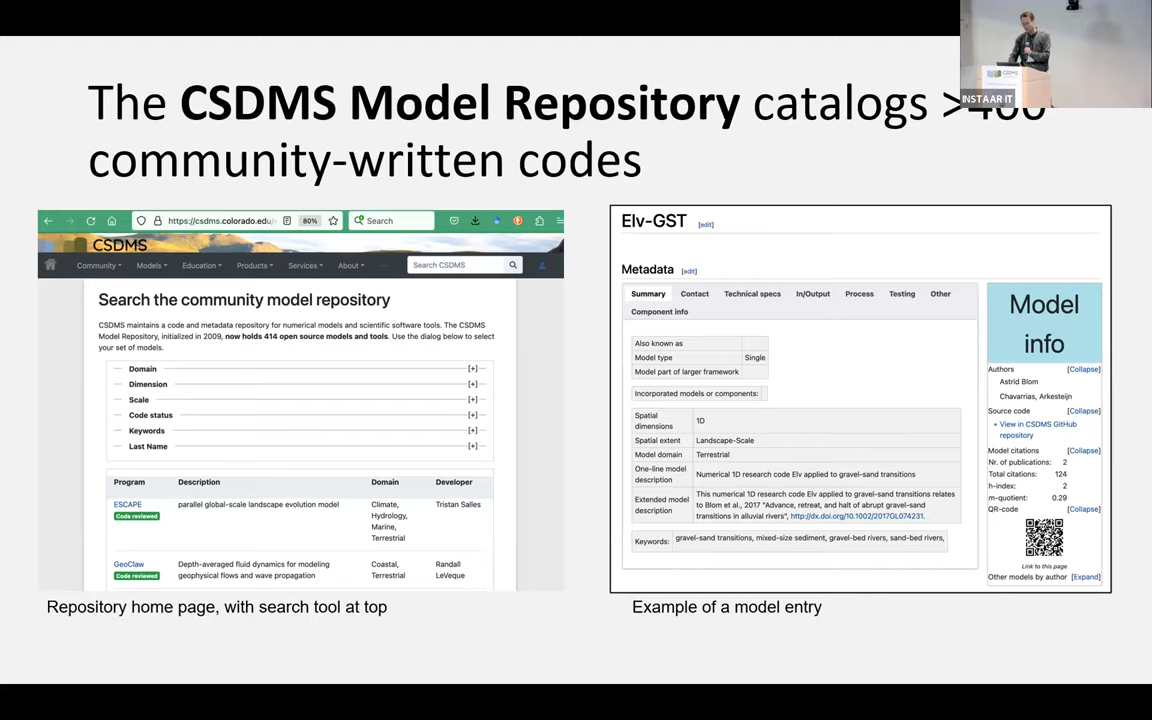 The CSDMS Model Repository catalogs >400
community-written codes
INSTAAR IT
CSDMS
https://csdms.colorado.edu/
80%
Search
CSDMS
Community
Models
Education
Products
Services
About
Search CSDMS
Search the community model repository
CSDMS maintains a code and metadata repository for numerical models and scientific software tools. The CSDMS
Model Repository, initialized in 2009, now holds 414 open source models and tools. Use the dialog below to select
your set of models.
Domain [+]
Dimension [+]
Scale [+]
Code status [+]
Keywords [+]
Last Name [+]
Program Description Domain Developer
ESCAPE parallel global-scale landscape evolution model Climate, Tristan Salles
Code reviewed Hydrology,
Marine,
Terrestrial
GeoClaw Depth-averaged fluid dynamics for modeling Coastal, Randall
Code reviewed geophysical flows and wave propagation Terrestrial LeVeque
Repository home page, with search tool at top
Elv-GST [edit]
Metadata [edit]
Summary Contact Technical specs In/Output Process Testing Other
Component info
Also known as
Model type Single
Model part of larger framework
Incorporated models or components:
Spatial
dimensions 1D
Spatial extent Landscape-Scale
Model domain Terrestrial
One-line model
description Numerical 1D research code Elv applied to gravel-sand transitions
Extended model
description
This numerical 1D research code Elv applied to gravel-sand transitions relates
to Blom et al., 2017 "Advance, retreat, and halt of abrupt gravel-sand
transitions in alluvial rivers", http://dx.doi.org/10.1002/2017GL074231.
Keywords: gravel-sand transitions, mixed-size sediment, gravel-bed rivers, sand-bed rivers,
Model
info
Authors [Collapse]
Astrid Blom
Chavarrias, Arkesteijn
Source code [Collapse]
View in CSDMS GitHub
repository
Model citations [Collapse]
Nr. of publications: 2
Total citations: 124
h-index: 2
m-quotient: 0.29
QR-code [Collapse]
Link to this page
Other models by author [Expand]
Example of a model entry